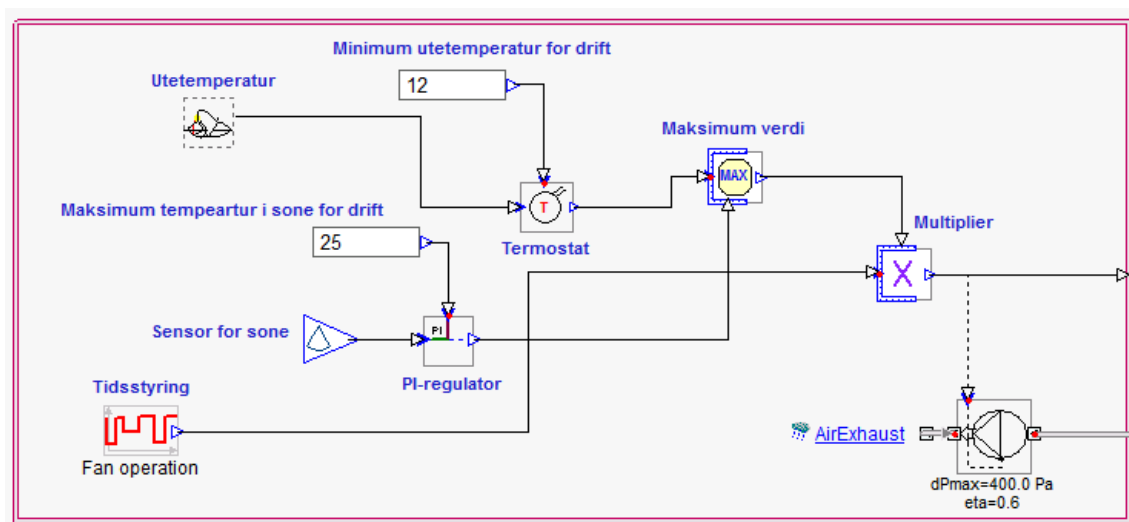 Minimum utetemperatur for drift
12
Utetemperatur
Maksimum verdi
MAX
Maksimum tempeartur i sone for drift
25
T
Termostat
Multiplier
X
Sensor for sone
PI
PI-regulator
Tidsstyring
Fan operation
AirExhaust
dPmax=400.0 Pa
eta=0.6